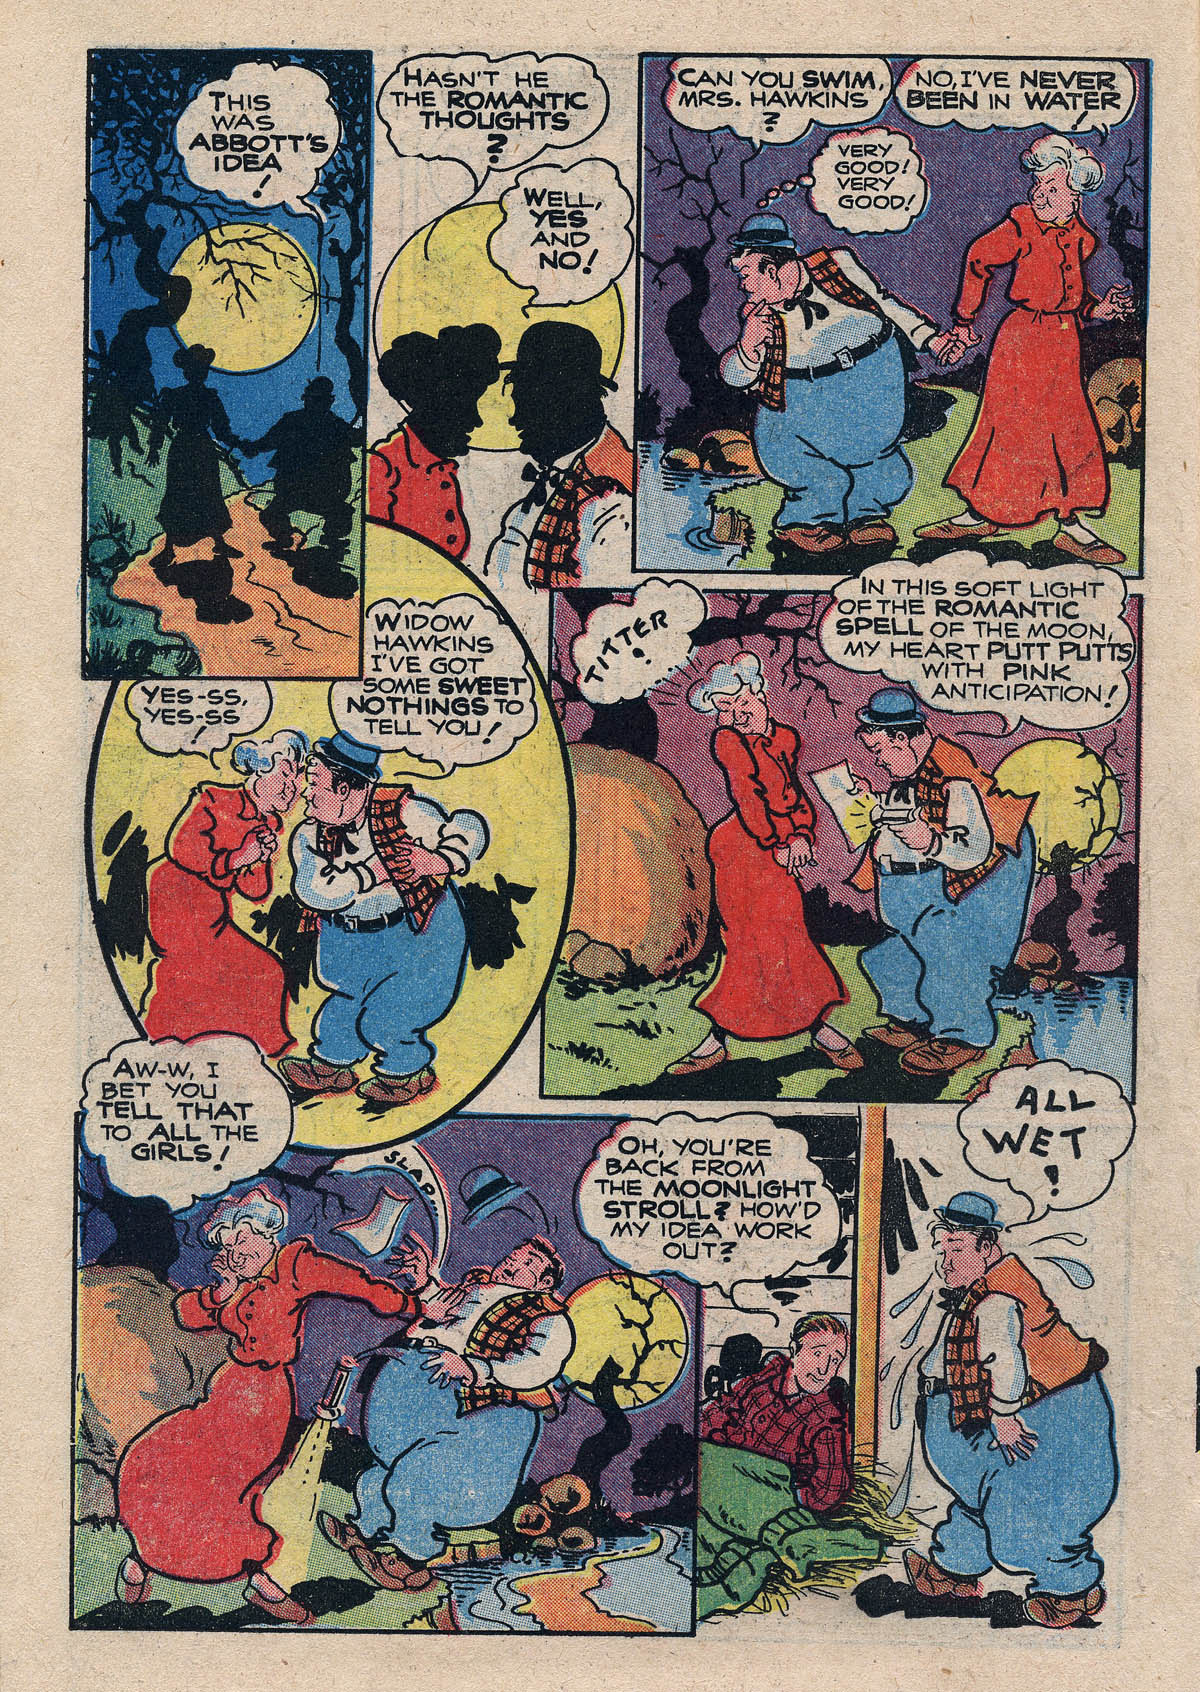 THIS
WAS
ABBOTT'S
IDEA
!
HASN'T HE
THE ROMANTIC
THOUGHTS
?
WELL,
YES
AND
NO!
CAN YOU SWIM,
MRS. HAWKINS
?
VERY
GOOD!
VERY
GOOD!
NO, I'VE NEVER
BEEN IN WATER
!
WIDOW
HAWKINS
I'VE GOT
SOME SWEET
NOTHINGS TO
TELL YOU!
YES-SS,
YES-SS
!
TITTER
!
IN THIS SOFT LIGHT
OF THE ROMANTIC
SPELL OF THE MOON,
MY HEART PUTT PUTTS
WITH PINK
ANTICIPATION!
AW-W, I
BET YOU
TELL THAT
TO ALL THE
GIRLS!
SLAP!
OH, YOU'RE
BACK FROM
THE MOONLIGHT
STROLL? HOW'D
MY IDEA WORK
OUT?
ALL
WET
!